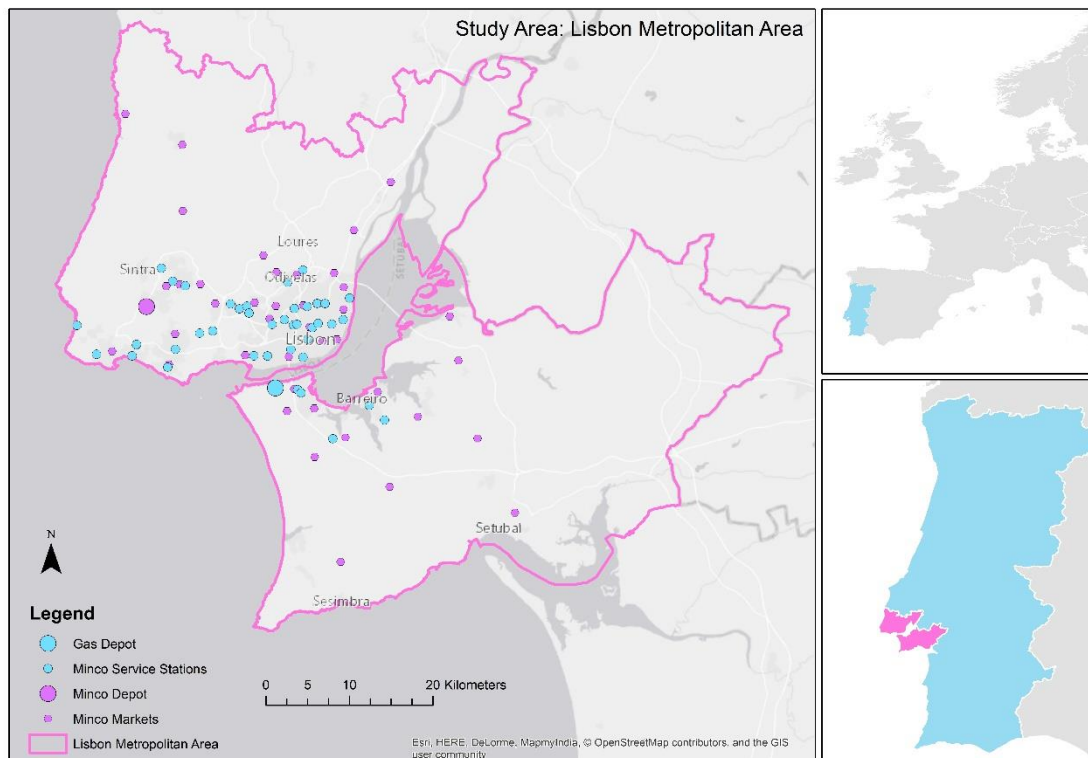 Study Area: Lisbon Metropolitan Area
Loures
Sintra
Odivelas
SETUBAL
Lisbon
Barreiro
Setubal
N
Sesimbra
Legend
Gas Depot
Minco Service Stations
Minco Depot
Minco Markets
Lisbon Metropolitan Area
0 5 10 20 Kilometers
Esri, HERE, DeLorme, MapmyIndia, © OpenStreetMap contributors, and the GIS
user community